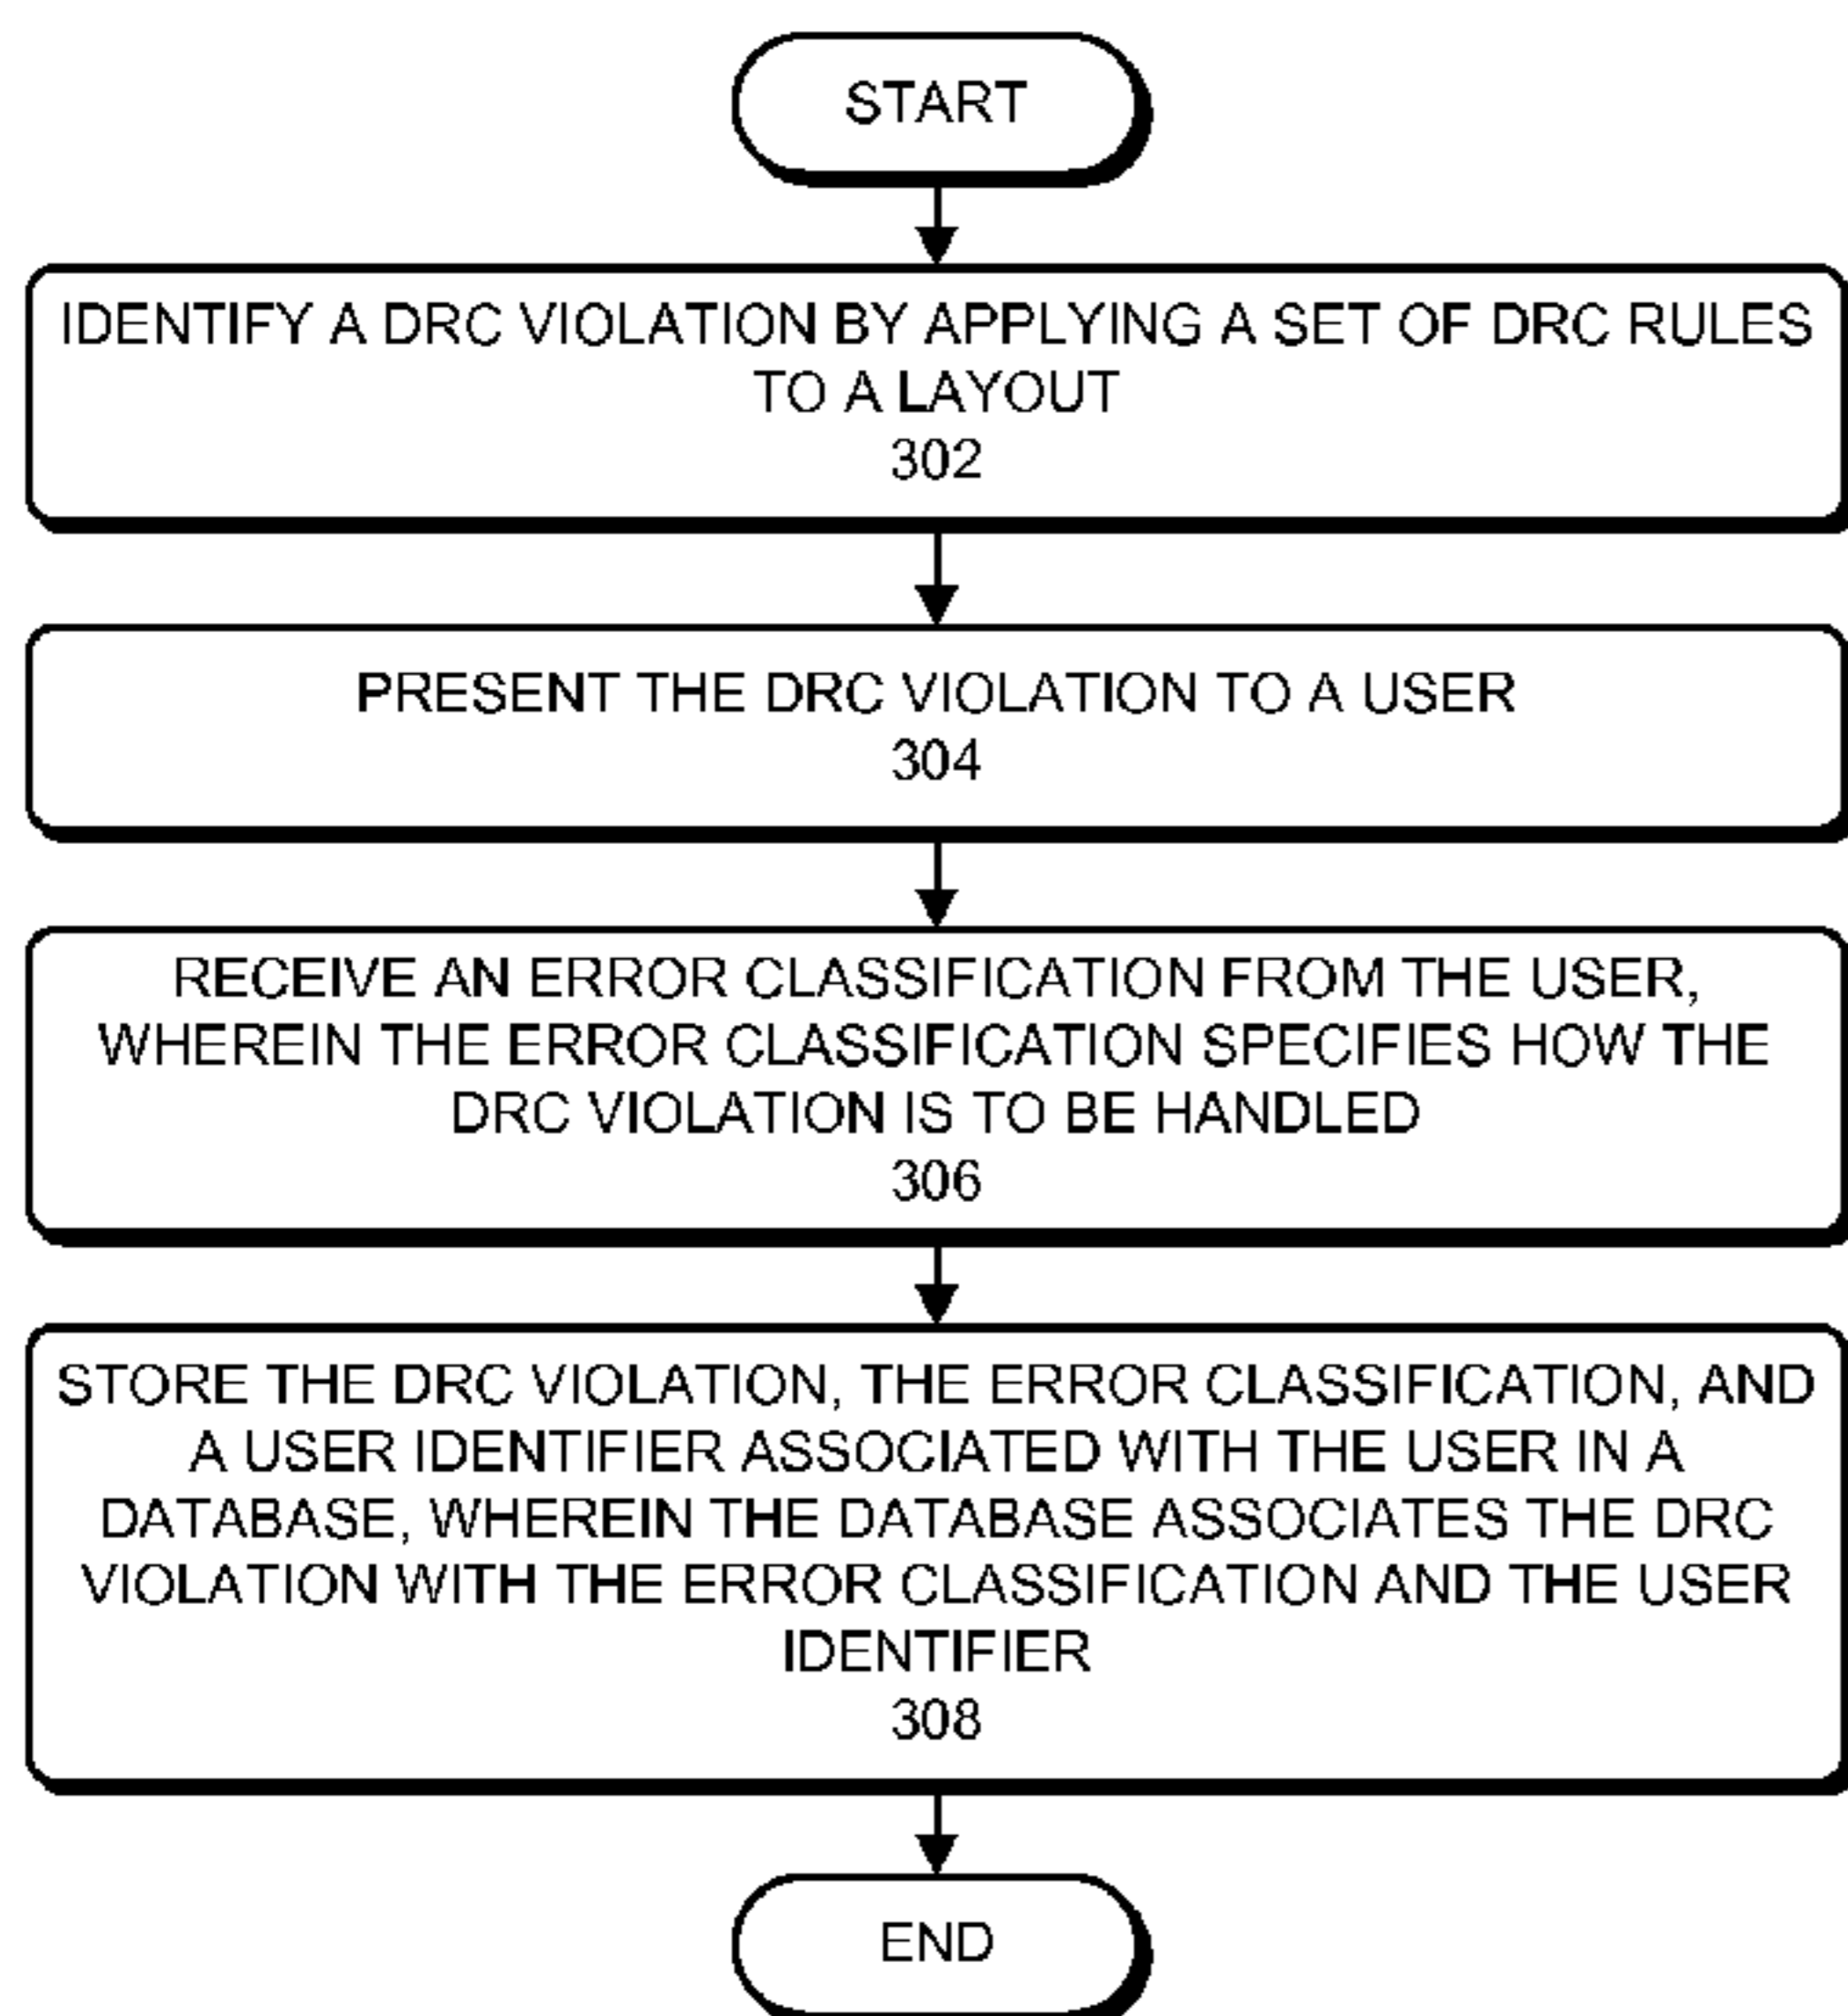 START
IDENTIFY A DRC VIOLATION BY APPLYING A SET OF DRC RULES
TO A LAYOUT
302
PRESENT THE DRC VIOLATION TO A USER
304
RECEIVE AN ERROR CLASSIFICATION FROM THE USER,
WHEREIN THE ERROR CLASSIFICATION SPECIFIES HOW THE
DRC VIOLATION IS TO BE HANDLED
306
STORE THE DRC VIOLATION, THE ERROR CLASSIFICATION, AND
A USER IDENTIFIER ASSOCIATED WITH THE USER IN A
DATABASE, WHEREIN THE DATABASE ASSOCIATES THE DRC
VIOLATION WITH THE ERROR CLASSIFICATION AND THE USER
IDENTIFIER
308
END